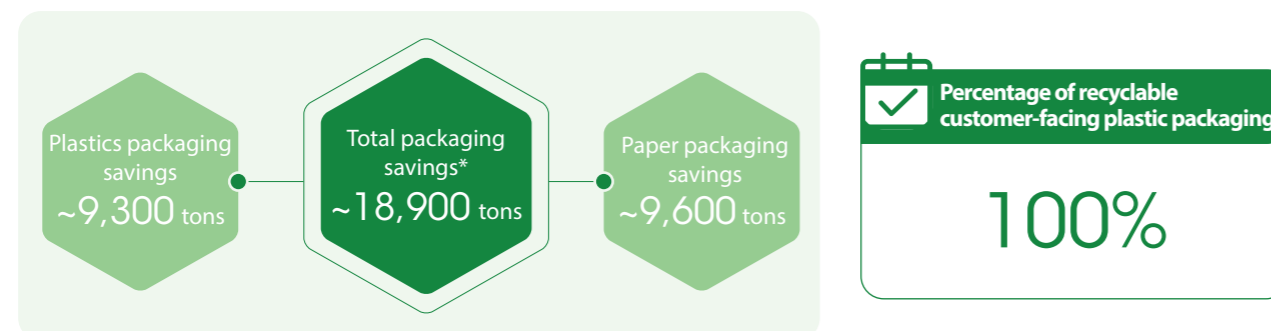 Plastics packaging
savings
~9,300 tons
Total packaging
savings*
~18,900 tons
Paper packaging
savings
~9,600 tons
Percentage of recyclable
customer-facing plastic packaging
100%